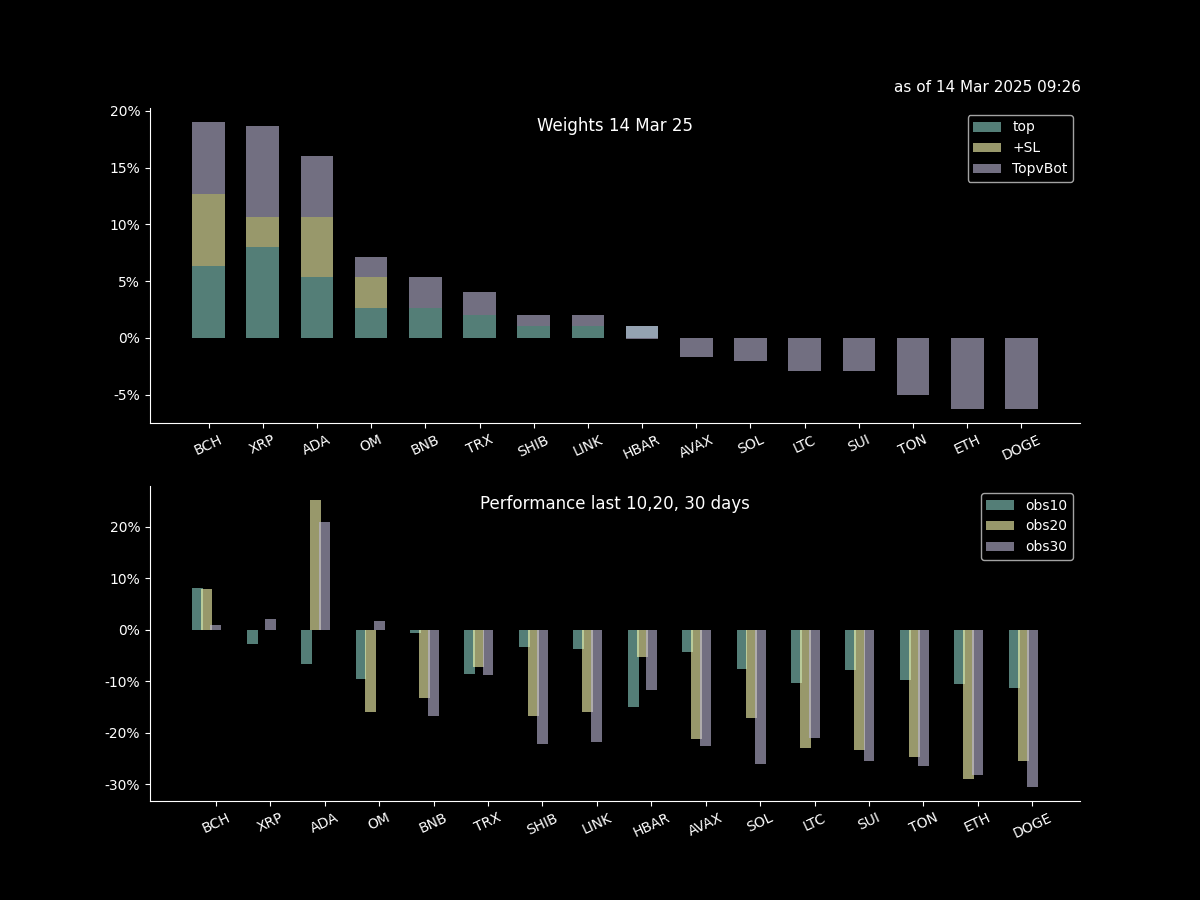 as of 14 Mar 2025 09:26
Weights 14 Mar 25
top
+SL
TopvBot
20%
15%
10%
5%
0%
-5%
BCH XRP ADA OM BNB TRX SHIB LINK HBAR AVAX SOL LTC SUI TON ETH DOGE
Performance last 10,20, 30 days
obs10
obs20
obs30
20%
10%
0%
-10%
-20%
-30%
BCH XRP ADA OM BNB TRX SHIB LINK HBAR AVAX SOL LTC SUI TON ETH DOGE